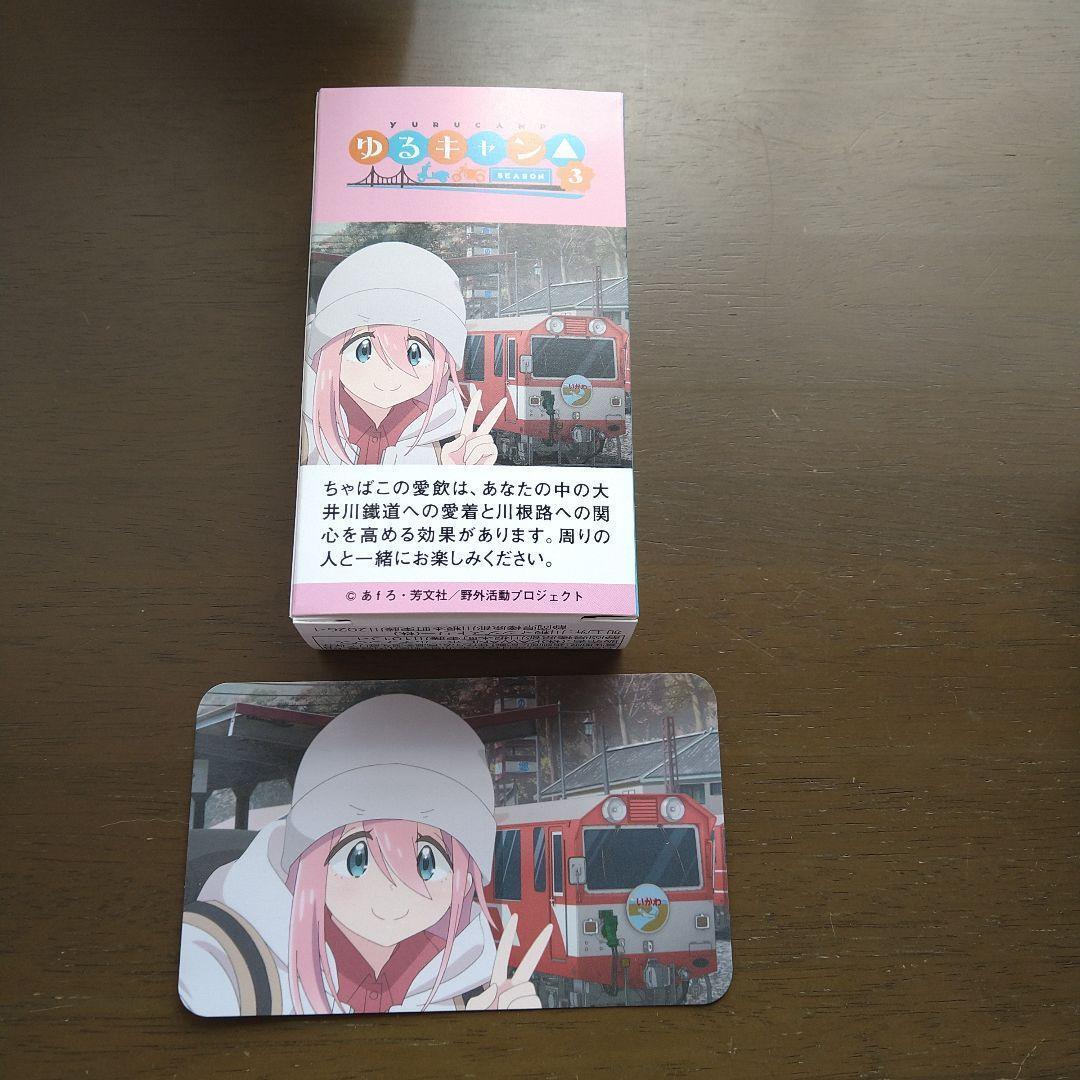 YURUCAMP
ゆるキャン△
SEASON 3
いかわ
ちゃばこの愛飲は、あなたの中の大
井川鐵道への愛着と川根路への関
心を高める効果があります。周りの
人と一緒にお楽しみください。
© あfろ・芳文社／野外活動プロジェクト
いかわ